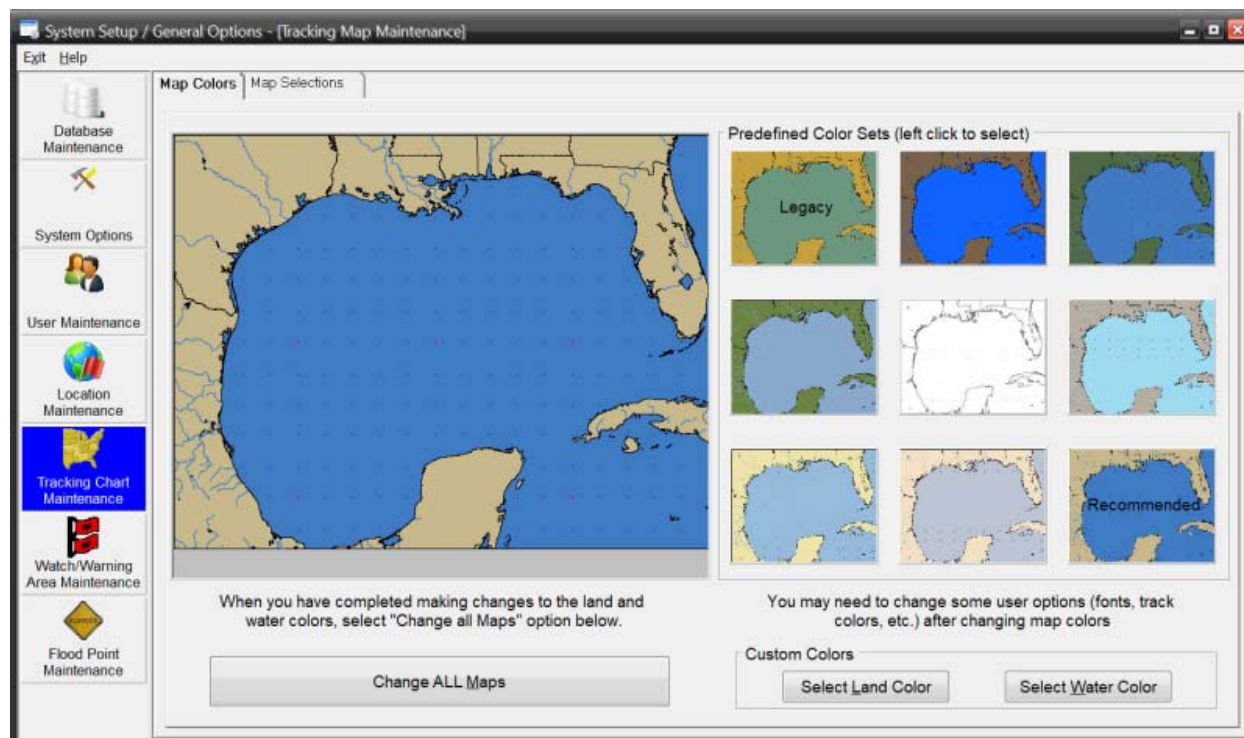 System Setup / General Options - [Tracking Map Maintenance]
Exit Help
Database
Maintenance
System Options
User Maintenance
Location
Maintenance
Tracking Chart
Maintenance
Watch/Warning
Area Maintenance
Flood Point
Maintenance
Map Colors
Map Selections
Predefined Color Sets (left click to select)
Legacy
Recommended
When you have completed making changes to the land and
water colors, select "Change all Maps" option below.
Change ALL Maps
You may need to change some user options (fonts, track
colors, etc.) after changing map colors
Custom Colors
Select Land Color
Select Water Color